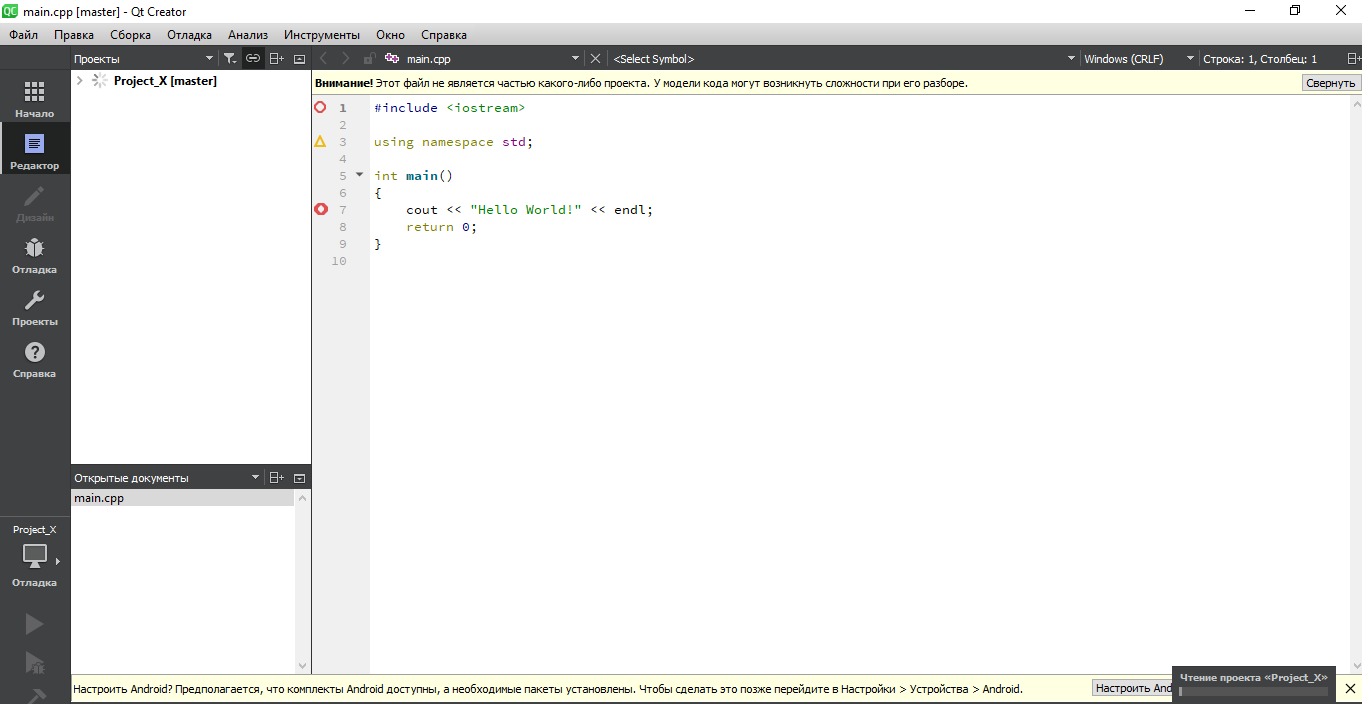 QC main.cpp [master] - Qt Creator
Файл Правка Сборка Отладка Анализ Инструменты Окно Справка
Проекты main.cpp <Select Symbol> Windows (CRLF) Строка: 1, Столбец: 1
Начало
Редактор
Дизайн
Отладка
Проекты
Справка
Project_X
Отладка
Project_X [master]
Открытые документы
main.cpp
Внимание! Этот файл не является частью какого-либо проекта. У модели кода могут возникнуть сложности при его разборе. Свернуть
1 #include <iostream>
2
3 using namespace std;
4
5 int main()
6 {
7 cout << "Hello World!" << endl;
8 return 0;
9 }
10
Настроить Android? Предполагается, что комплекты Android доступны, а необходимые пакеты установлены. Чтобы сделать это позже перейдите в Настройки > Устройства > Android. Настроить And
Чтение проекта «Project_X»